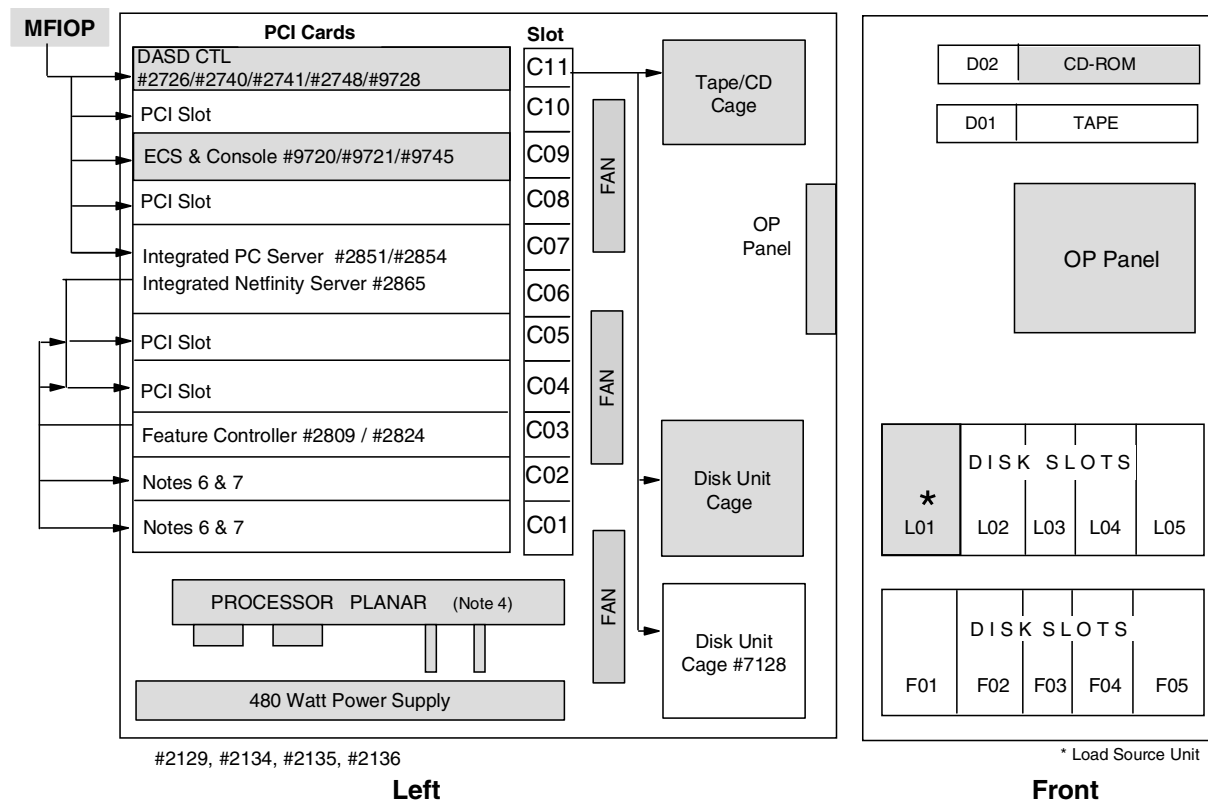 MFIOP
PCI Cards
Slot
DASD CTL
#2726/#2740/#2741/#2748/#9728
C11
PCI Slot
C10
ECS & Console #9720/#9721/#9745
C09
PCI Slot
C08
Integrated PC Server #2851/#2854
C07
Integrated Netfinity Server #2865
C06
PCI Slot
C05
PCI Slot
C04
Feature Controller #2809 / #2824
C03
Notes 6 & 7
C02
Notes 6 & 7
C01
FAN
FAN
FAN
Tape/CD
Cage
OP
Panel
Disk Unit
Cage
Disk Unit
Cage #7128
PROCESSOR PLANAR (Note 4)
480 Watt Power Supply
#2129, #2134, #2135, #2136
Left
D02 CD-ROM
D01 TAPE
OP Panel
DISK SLOTS
*
L01 L02 L03 L04 L05
DISK SLOTS
F01 F02 F03 F04 F05
* Load Source Unit
Front